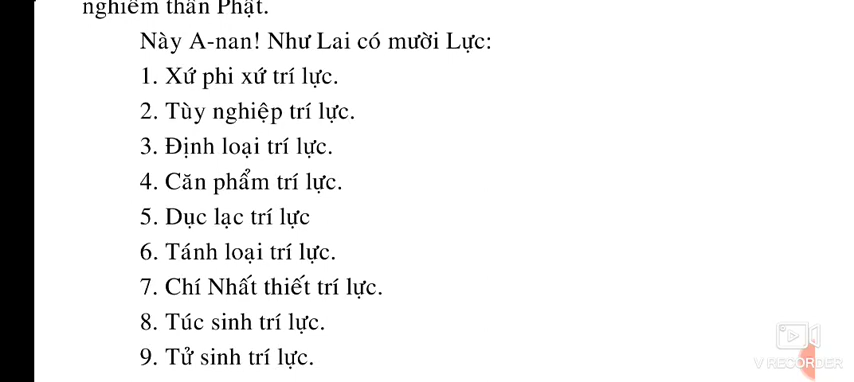 nghiêm thân Phật.
Này A-nan! Như Lai có mười Lực:
1. Xứ phi xứ trí lực.
2. Tùy nghiệp trí lực.
3. Định loại trí lực.
4. Căn phẩm trí lực.
5. Dục lạc trí lực
6. Tánh loại trí lực.
7. Chí Nhất thiết trí lực.
8. Túc sinh trí lực.
9. Tử sinh trí lực.
V RECORDER